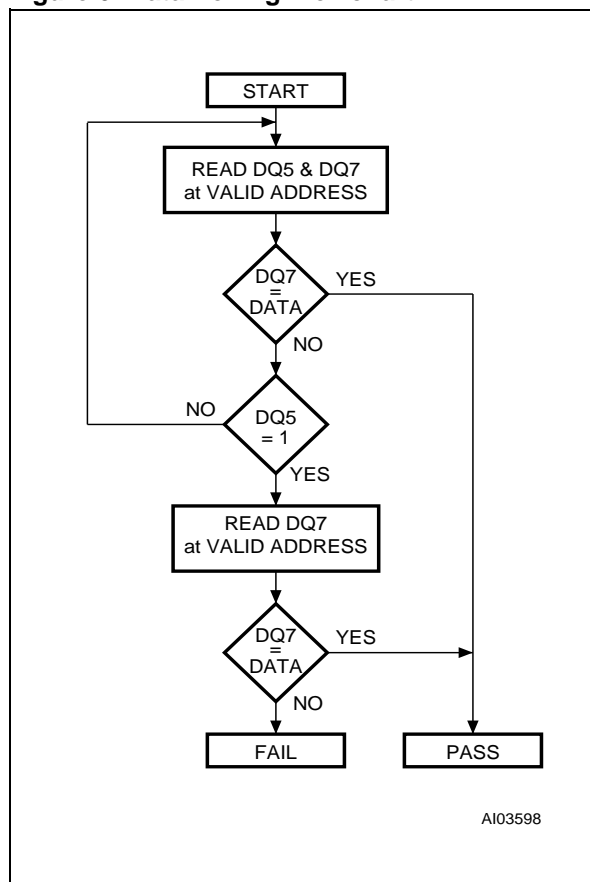 START
READ DQ5 & DQ7
at VALID ADDRESS
DQ7
=
DATA
YES
NO
NO
DQ5
= 1
YES
READ DQ7
at VALID ADDRESS
DQ7
=
DATA
YES
NO
FAIL
PASS
AI03598